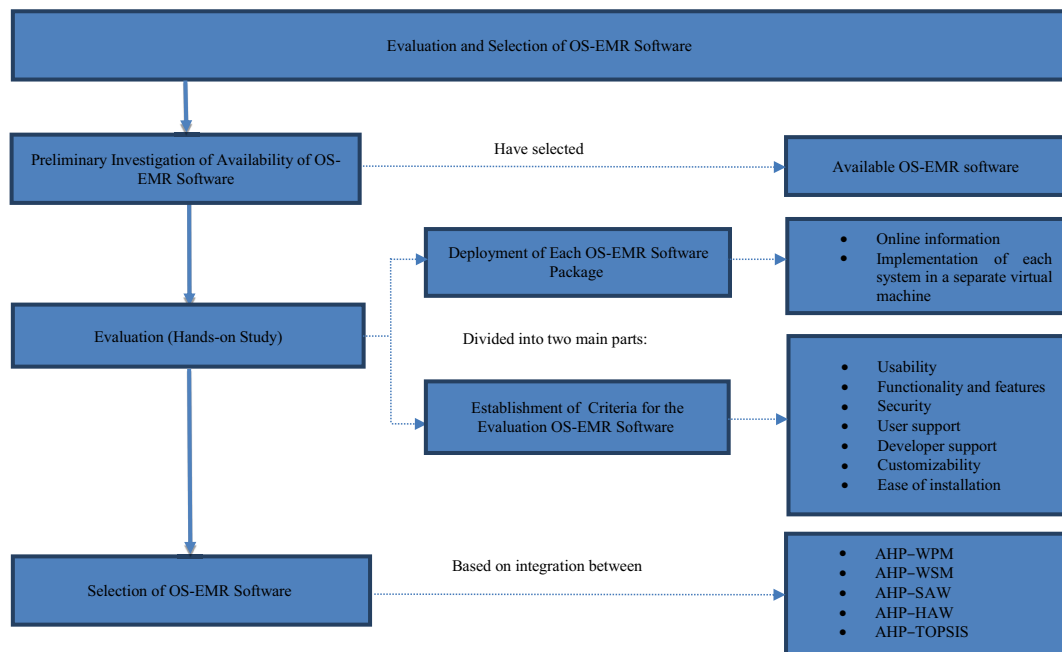 Evaluation and Selection of OS-EMR Software
Preliminary Investigation of Availability of OS-
EMR Software
Have selected
Available OS-EMR software
Deployment of Each OS-EMR Software
Package
• Online information
• Implementation of each
system in a separate virtual
machine
Evaluation (Hands-on Study)
Divided into two main parts:
Establishment of Criteria for the
Evaluation OS-EMR Software
• Usability
• Functionality and features
• Security
• User support
• Developer support
• Customizability
• Ease of installation
Selection of OS-EMR Software
Based on integration between
• AHP–WPM
• AHP–WSM
• AHP–SAW
• AHP–HAW
• AHP–TOPSIS